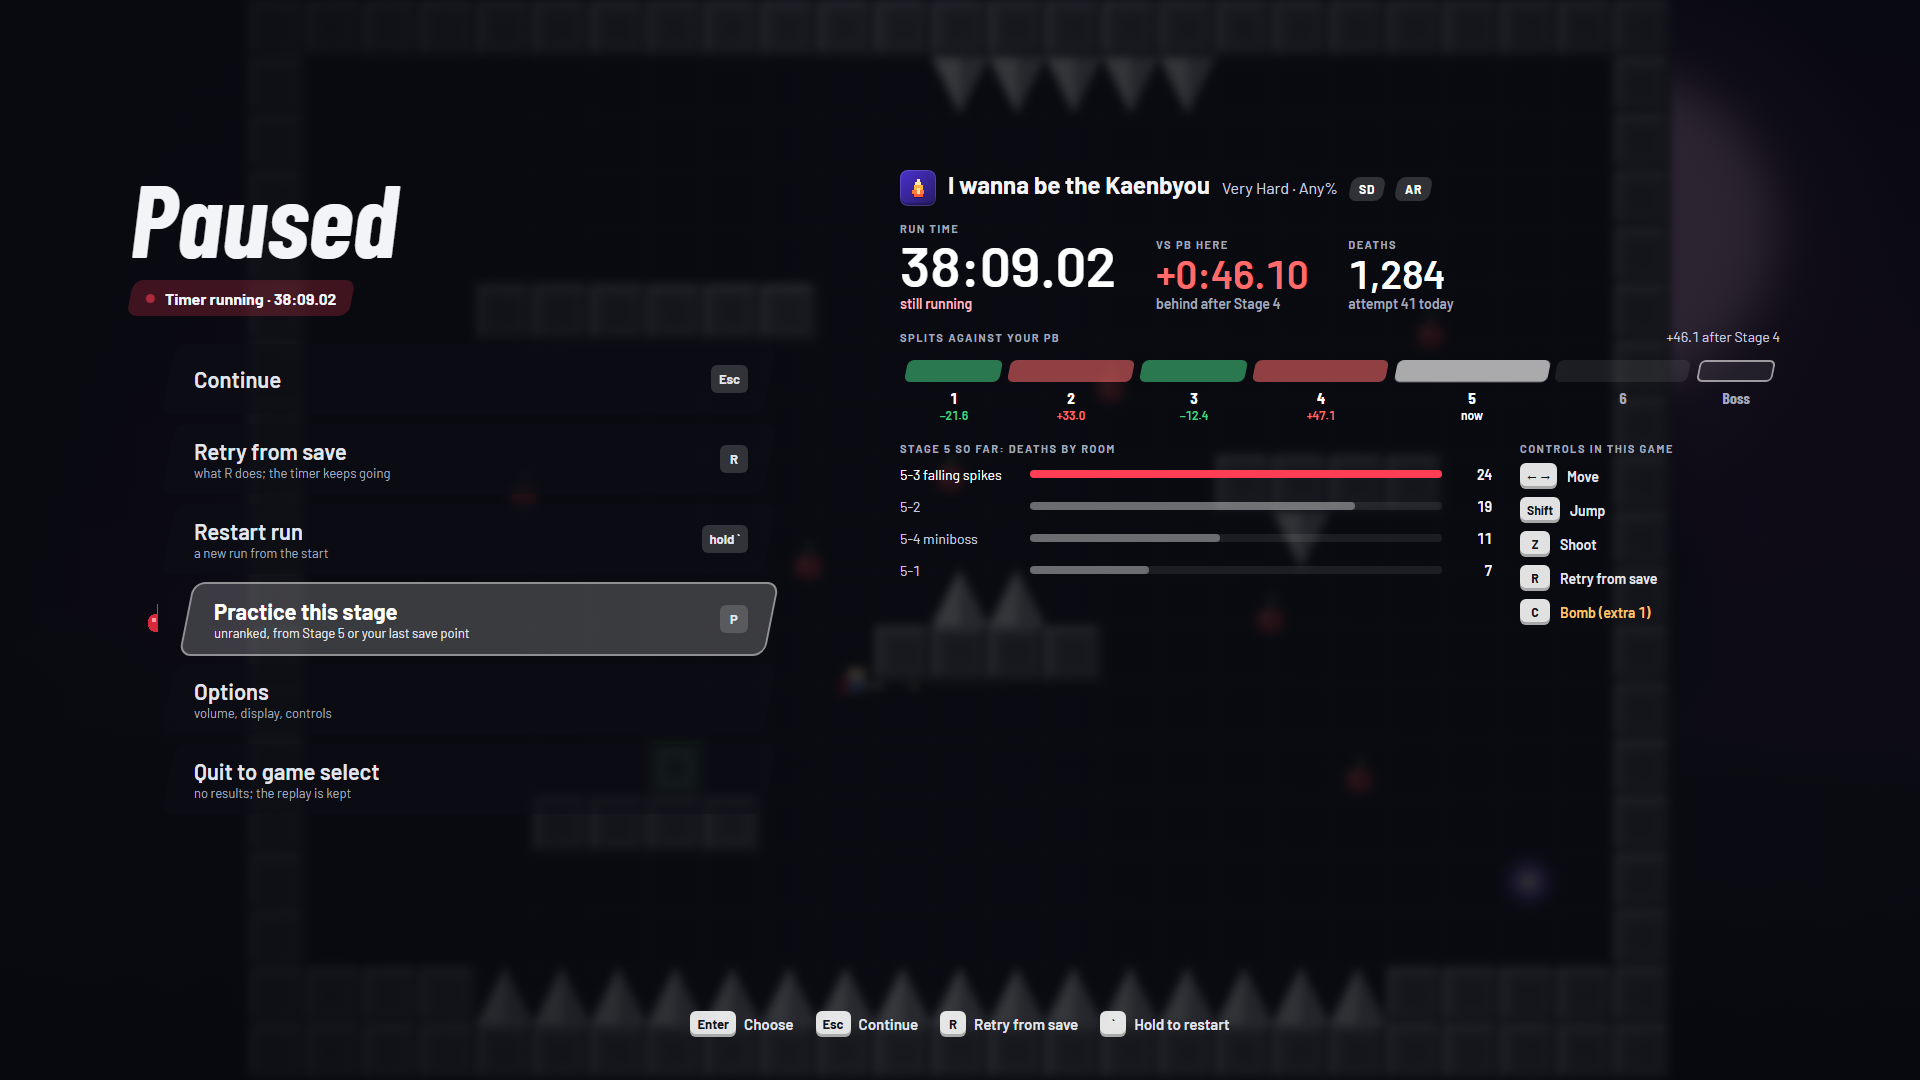 Paused
Timer running · 38:09.02
Continue
Esc
Retry from save
what R does; the timer keeps going
R
Restart run
a new run from the start
hold `
Practice this stage
unranked, from Stage 5 or your last save point
P
Options
volume, display, controls
Quit to game select
no results; the replay is kept
I wanna be the Kaenbyou Very Hard · Any% SD AR
RUN TIME
38:09.02
still running
VS PB HERE
+0:46.10
behind after Stage 4
DEATHS
1,284
attempt 41 today
SPLITS AGAINST YOUR PB
+46.1 after Stage 4
1 2 3 4 5 6 Boss
−21.6 +33.0 −12.4 +47.1 now
STAGE 5 SO FAR: DEATHS BY ROOM
5-3 falling spikes 24
5-2 19
5-4 miniboss 11
5-1 7
CONTROLS IN THIS GAME
←→ Move
Shift Jump
Z Shoot
R Retry from save
C Bomb (extra 1)
Enter Choose Esc Continue R Retry from save ` Hold to restart